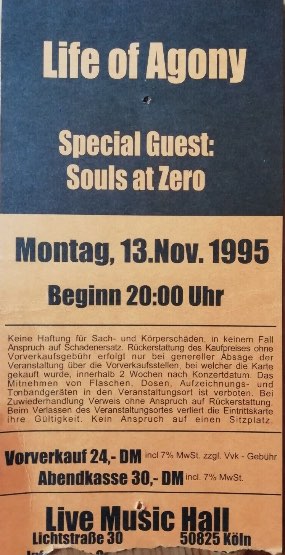 Life of Agony
Special Guest:
Souls at Zero
Montag, 13.Nov. 1995
Beginn 20:00 Uhr
Keine Haftung für Sach- und Körperschäden, in keinem Fall
Anspruch auf Schadenersatz. Rückerstattung des Kaufpreises ohne
Vorverkaufsgebühr erfolgt nur bei genereller Absage der
Veranstaltung über die Vorverkaufsstellen, bei welcher die Karte
gekauft wurde, innerhalb 2 Wochen nach Konzertdatum. Das
Mitnehmen von Flaschen, Dosen, Aufzeichnungs- und
Tonbandgeräten in den Veranstaltungsort ist verboten. Bei
Zuwiederhandlung Verweis ohne Anspruch auf Rückerstattung.
Beim Verlassen des Veranstaltungsortes verliert die Eintrittskarte
ihre Gültigkeit. Kein Anspruch auf einen Sitzplatz.
Vorverkauf 24,- DM incl. 7% MwSt. zzgl. Vvk - Gebühr
Abendkasse 30,- DM incl. 7% MwSt.
Live Music Hall
Lichtstraße 30 50825 Köln